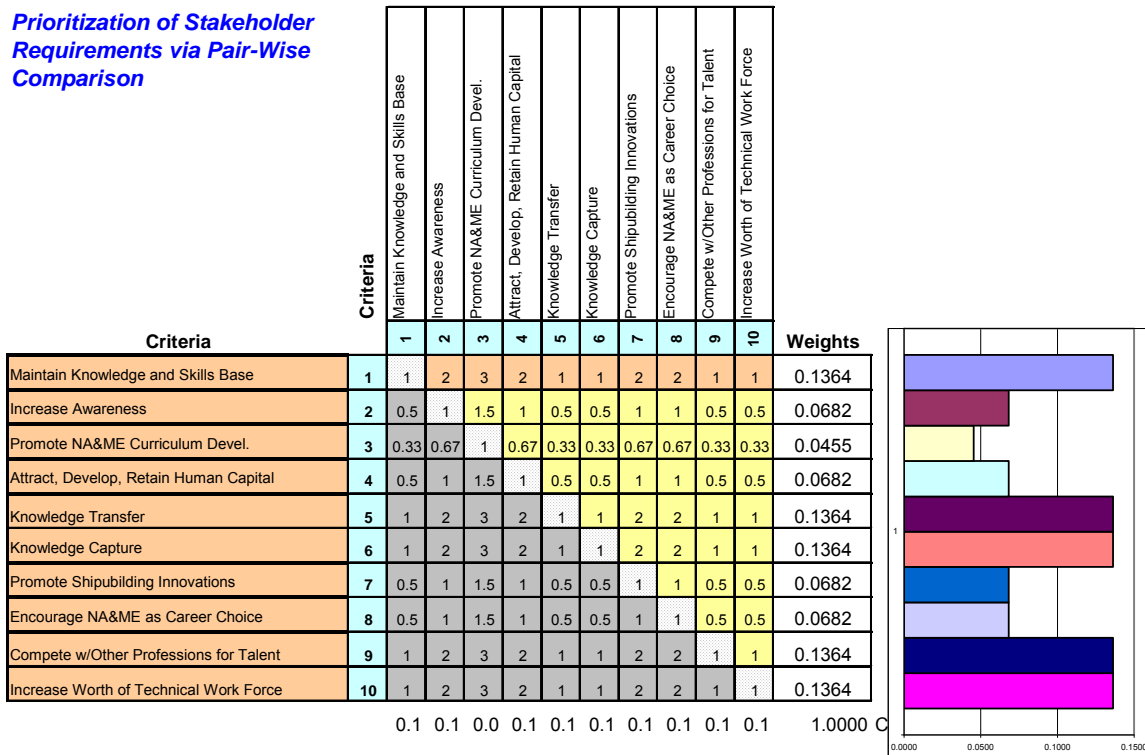 Prioritization of Stakeholder
Requirements via Pair-Wise
Comparison
Criteria
Maintain Knowledge and Skills Base
Increase Awareness
Promote NA&ME Curriculum Devel.
Attract, Develop, Retain Human Capital
Knowledge Transfer
Knowledge Capture
Promote Shipubilding Innovations
Encourage NA&ME as Career Choice
Compete w/Other Professions for Talent
Increase Worth of Technical Work Force
Criteria 1 2 3 4 5 6 7 8 9 10 Weights
Maintain Knowledge and Skills Base 1 1 2 3 2 1 1 2 2 1 1 0.1364
Increase Awareness 2 0.5 1 1.5 1 0.5 0.5 1 1 0.5 0.5 0.0682
Promote NA&ME Curriculum Devel. 3 0.33 0.67 1 0.67 0.33 0.33 0.67 0.67 0.33 0.33 0.0455
Attract, Develop, Retain Human Capital 4 0.5 1 1.5 1 0.5 0.5 1 1 0.5 0.5 0.0682
Knowledge Transfer 5 1 2 3 2 1 1 2 2 1 1 0.1364
Knowledge Capture 6 1 2 3 2 1 1 2 2 1 1 0.1364
Promote Shipubilding Innovations 7 0.5 1 1.5 1 0.5 0.5 1 1 0.5 0.5 0.0682
Encourage NA&ME as Career Choice 8 0.5 1 1.5 1 0.5 0.5 1 1 0.5 0.5 0.0682
Compete w/Other Professions for Talent 9 1 2 3 2 1 1 2 2 1 1 0.1364
Increase Worth of Technical Work Force 10 1 2 3 2 1 1 2 2 1 1 0.1364
0.1 0.1 0.0 0.1 0.1 0.1 0.1 0.1 0.1 0.1 1.0000 C
1
0.0000 0.0500 0.1000 0.1500